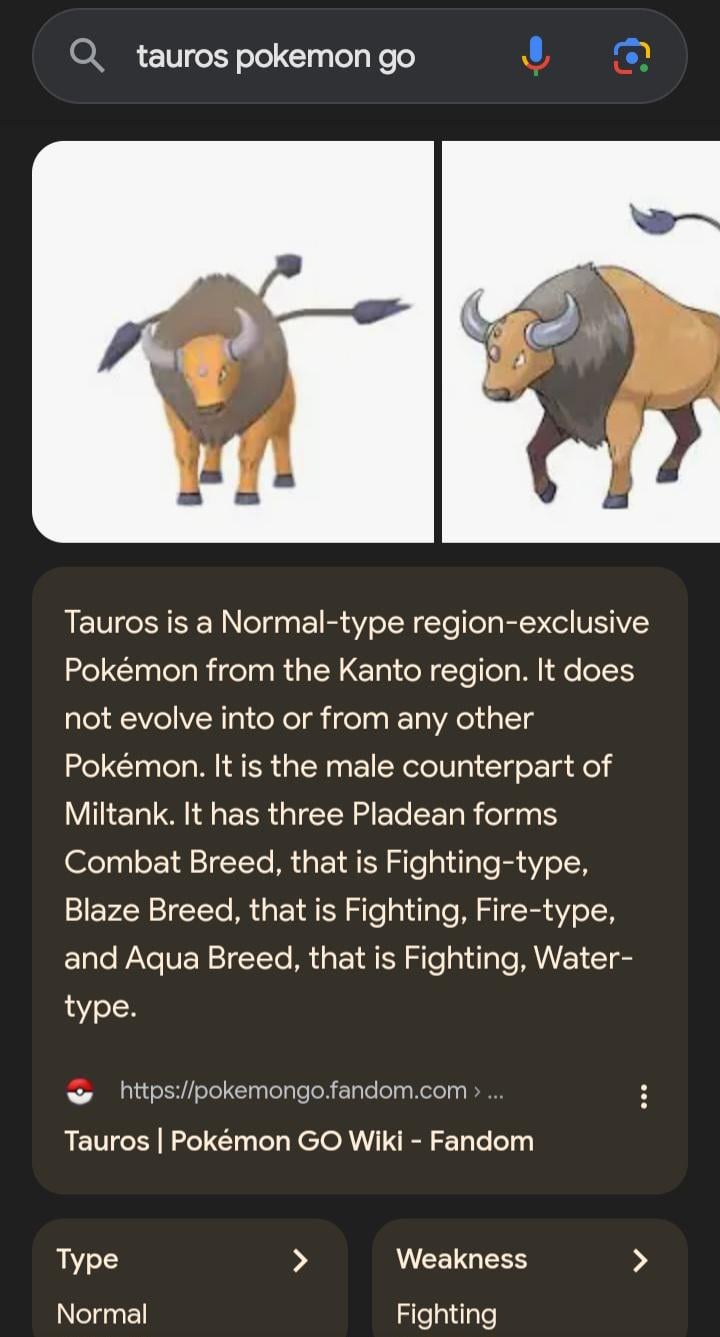 tauros pokemon go
Tauros is a Normal-type region-exclusive
Pokémon from the Kanto region. It does
not evolve into or from any other
Pokémon. It is the male counterpart of
Miltank. It has three Pladean forms
Combat Breed, that is Fighting-type,
Blaze Breed, that is Fighting, Fire-type,
and Aqua Breed, that is Fighting, Water-
type.
https://pokemongo.fandom.com › ...
Tauros | Pokémon GO Wiki - Fandom
Type
Normal
Weakness
Fighting